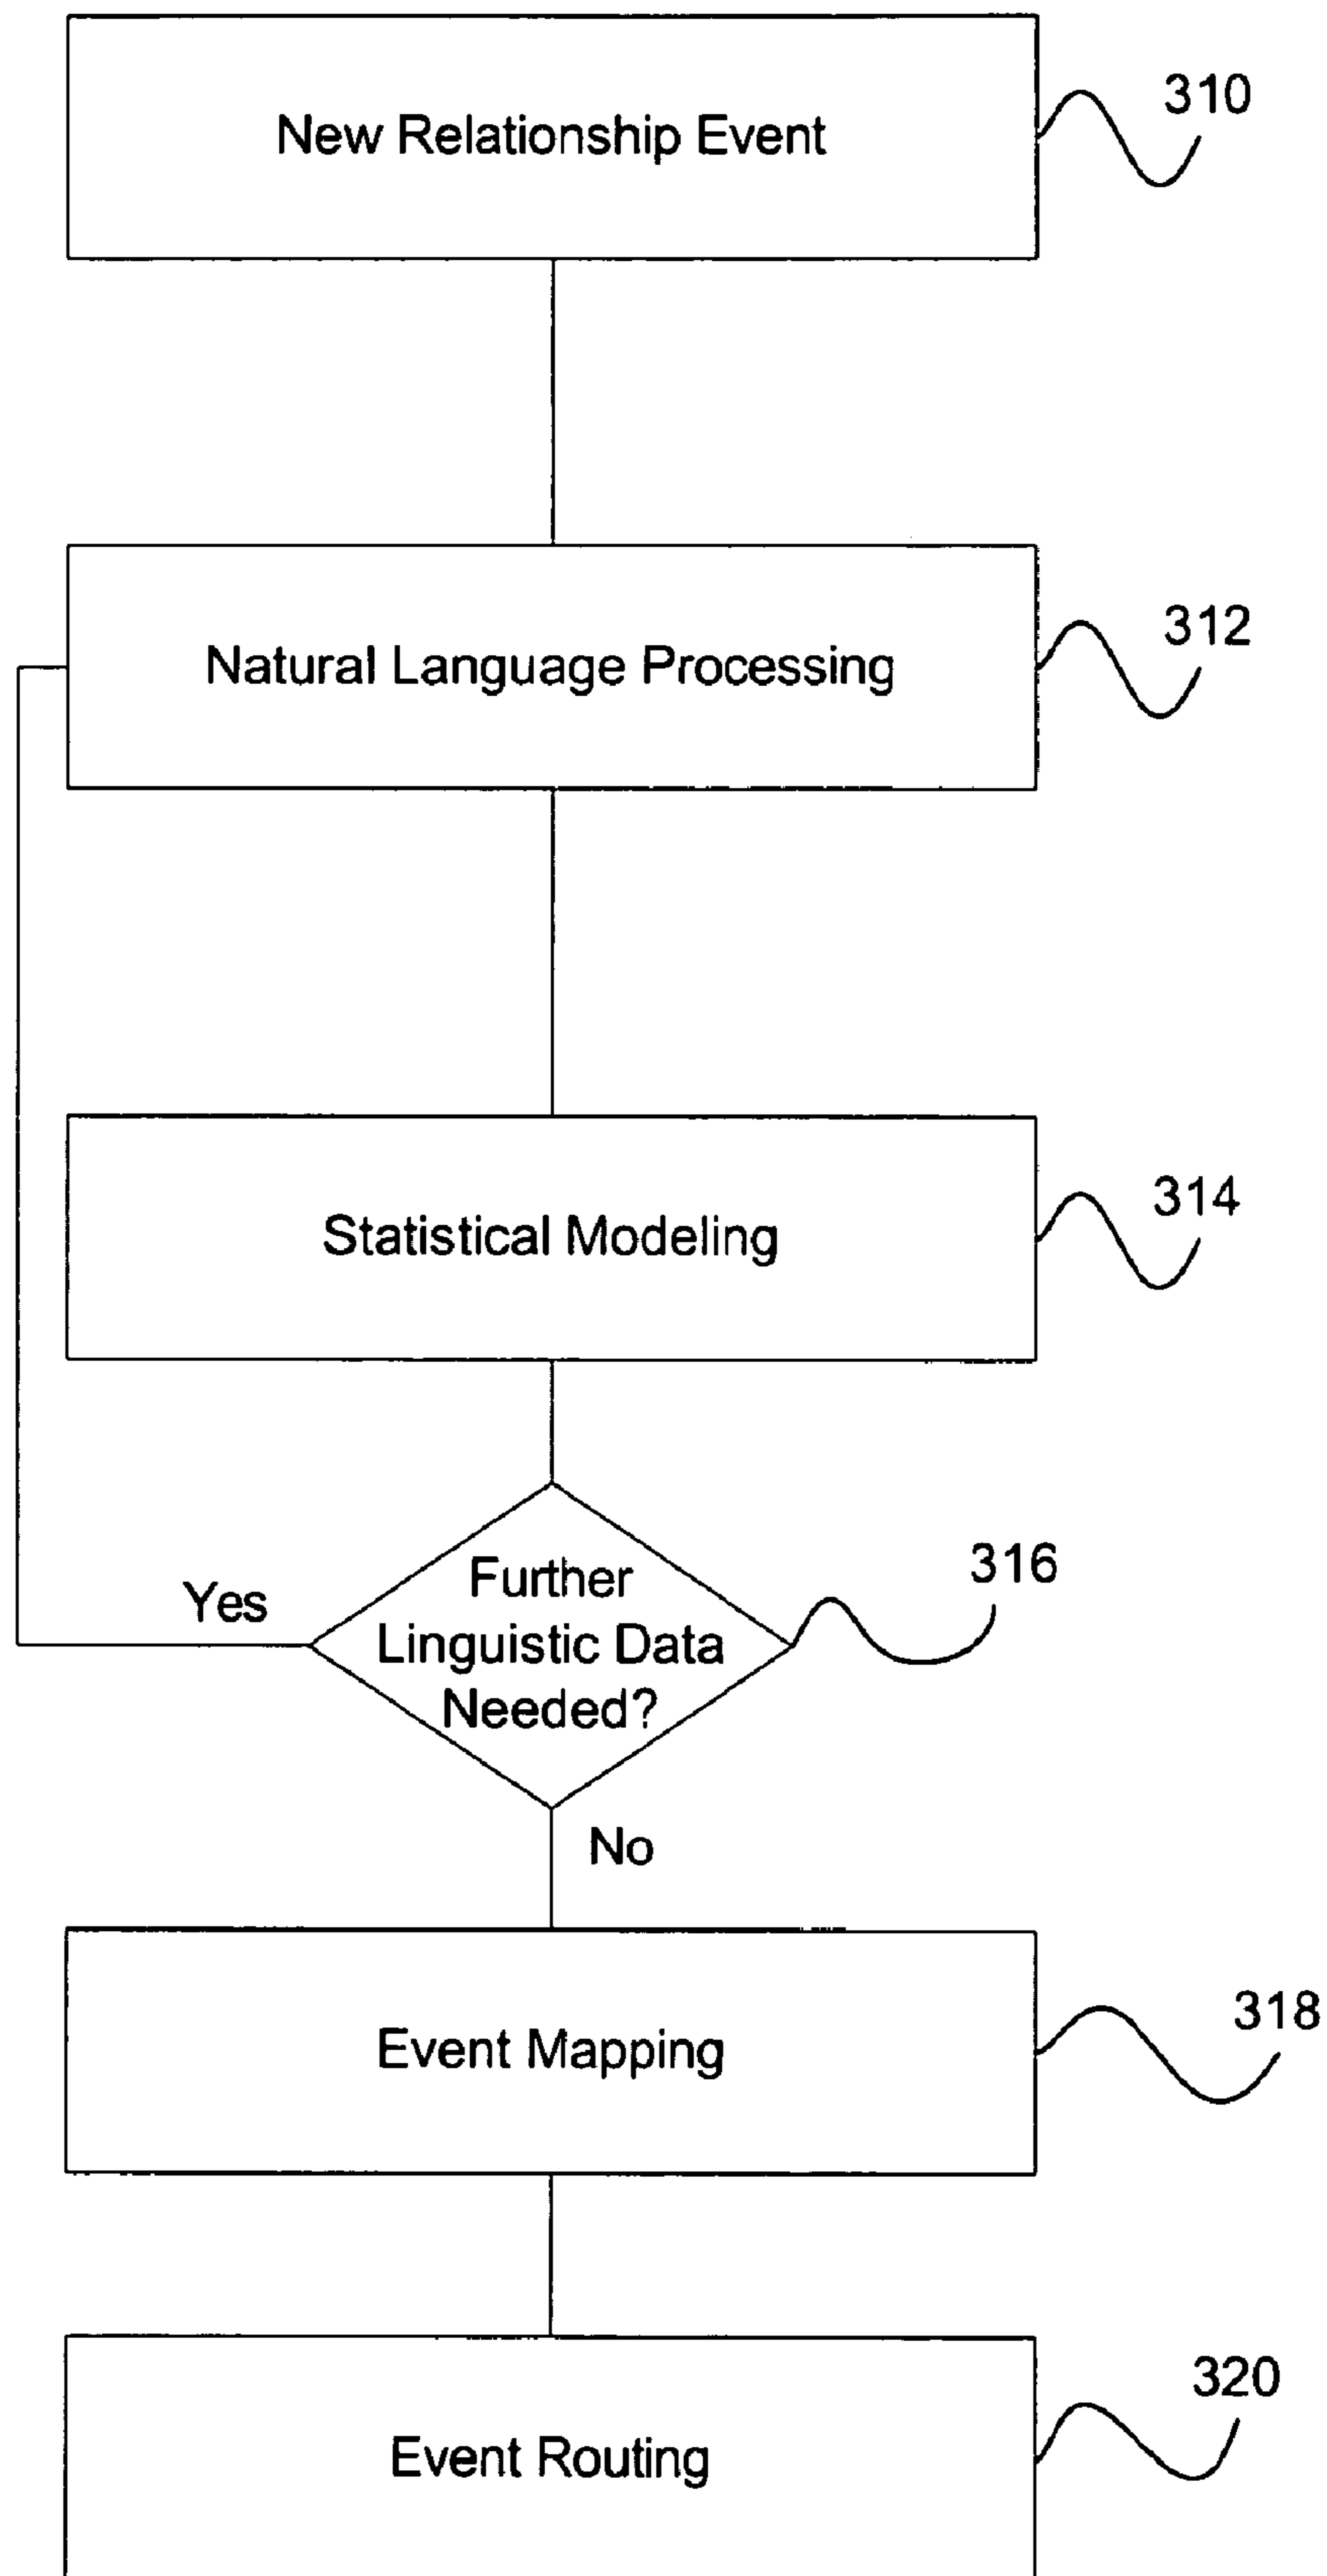 New Relationship Event
310
Natural Language Processing
312
Statistical Modeling
314
Further
Linguistic Data
Needed?
316
Yes
No
Event Mapping
318
Event Routing
320